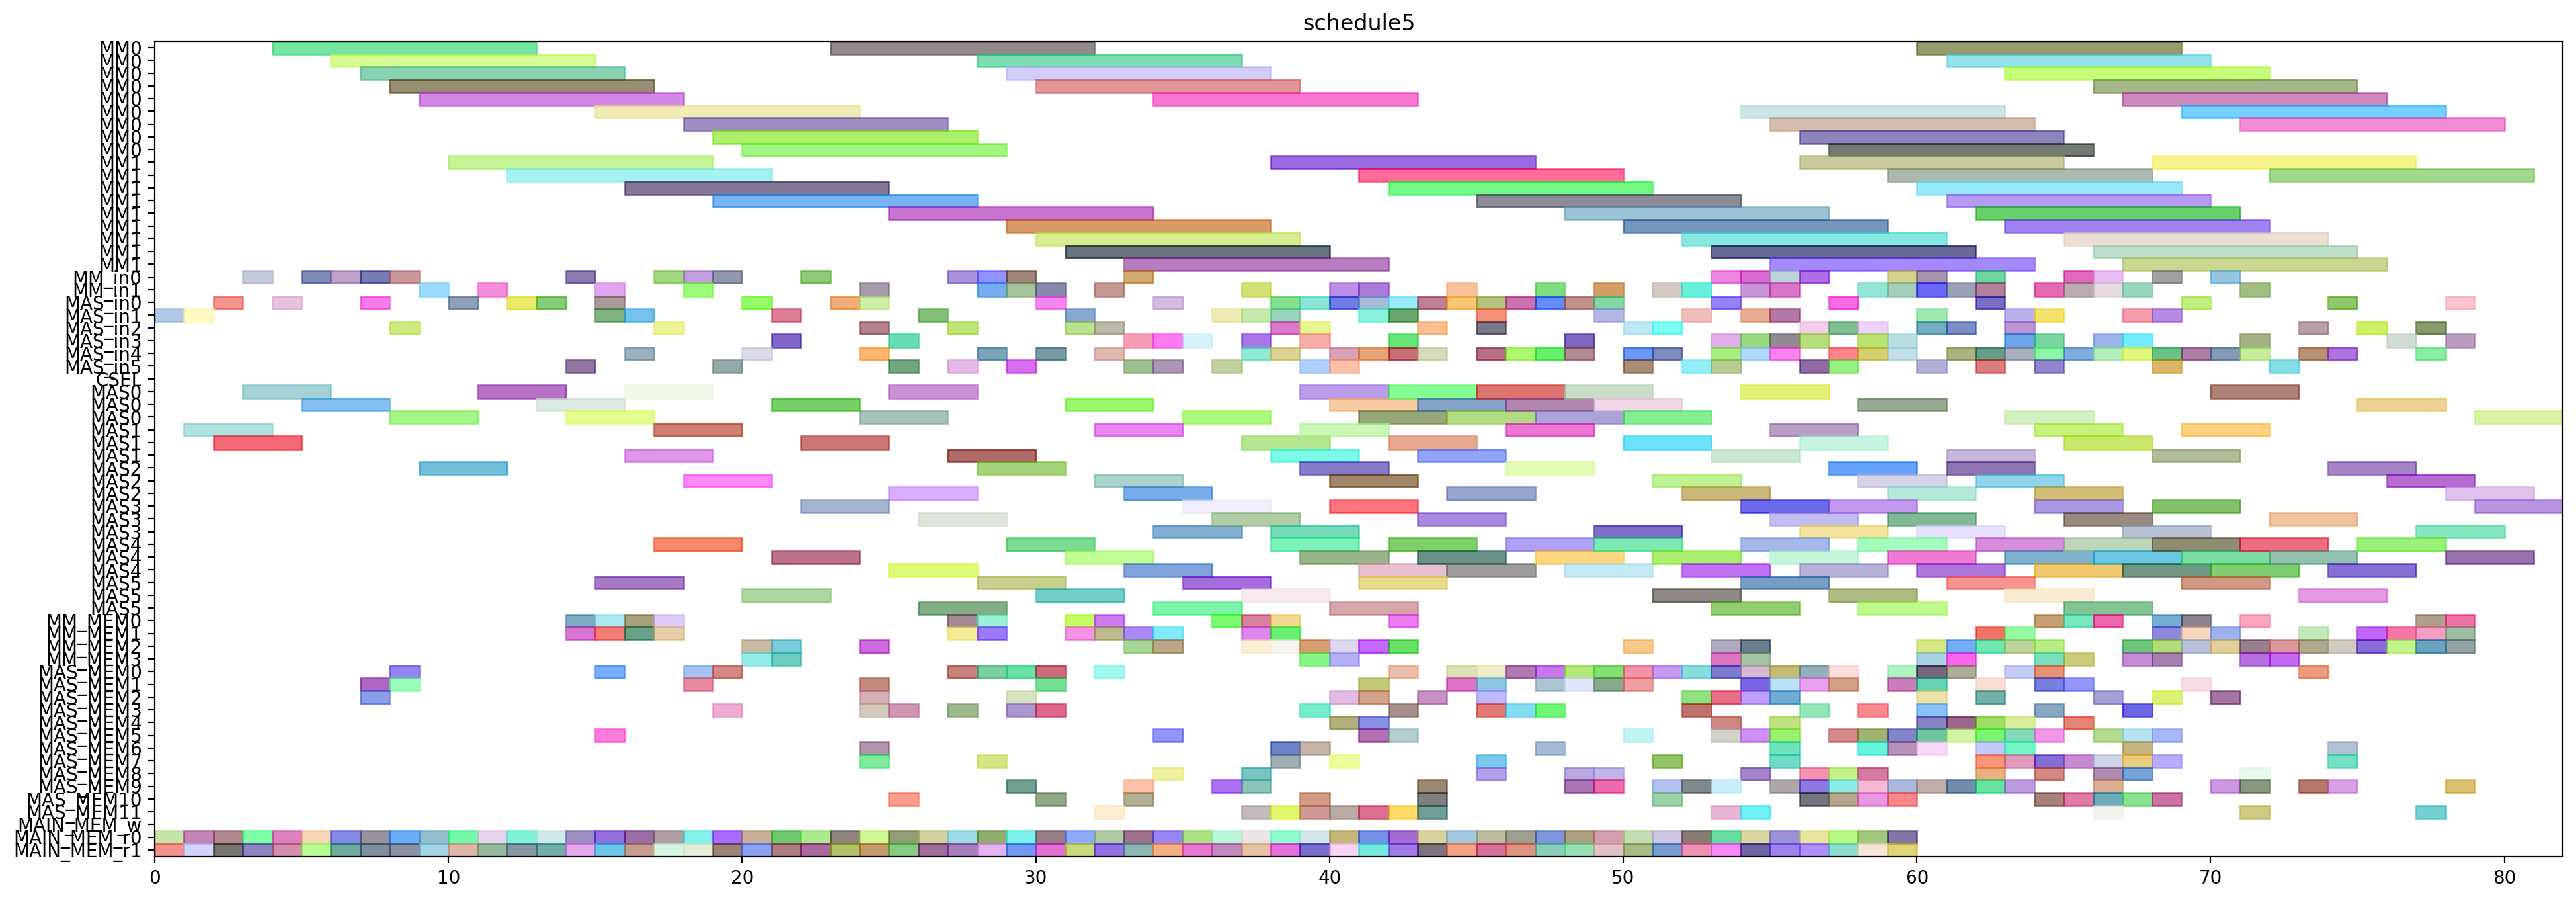 schedule5
MM0
MM0
MM0
MM0
MM0
MM0
MM0
MM0
MM0
MM1
MM1
MM1
MM1
MM1
MM1
MM1
MM1
MM1
MM_in0
MM_in1
MAS_in0
MAS_in1
MAS_in2
MAS_in3
MAS_in4
MAS_in5
CSEL
MAS0
MAS0
MAS0
MAS1
MAS1
MAS1
MAS2
MAS2
MAS2
MAS3
MAS3
MAS3
MAS4
MAS4
MAS4
MAS5
MAS5
MAS5
MM_MEM0
MM_MEM1
MM_MEM2
MM_MEM3
MAS_MEM0
MAS_MEM1
MAS_MEM2
MAS_MEM3
MAS_MEM4
MAS_MEM5
MAS_MEM6
MAS_MEM7
MAS_MEM8
MAS_MEM9
MAS_MEM10
MAS_MEM11
MAIN_MEM_w
MAIN_MEM_r0
MAIN_MEM_r1
0 10 20 30 40 50 60 70 80